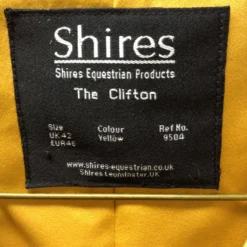 Shires
Shires Equestrian Products
The Clifton
Size Colour Ref No.
UK 42 Yellow 9504
EUR46
www.shires-equestrian.co.uk
Shires Leominster.UK